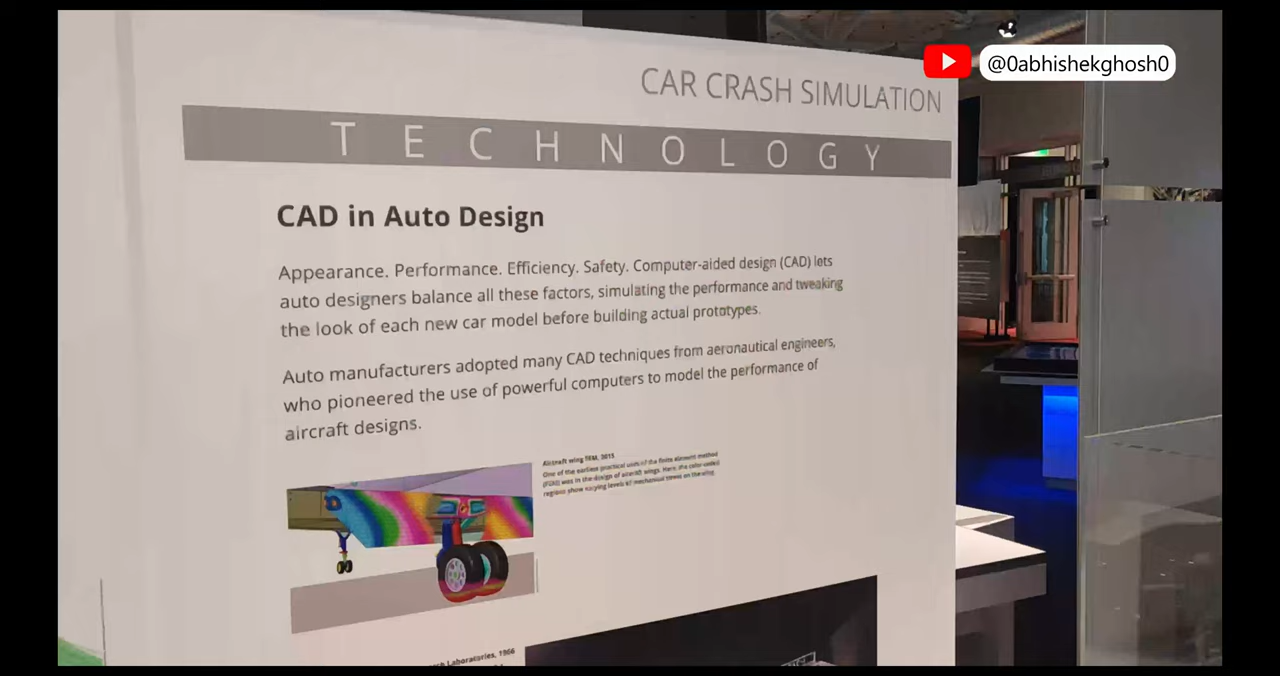 @0abhishekghosh0
CAR CRASH SIMULATION
TECHNOLOGY
CAD in Auto Design
Appearance. Performance. Efficiency. Safety. Computer-aided design (CAD) lets
auto designers balance all these factors, simulating the performance and tweaking
the look of each new car model before building actual prototypes.
Auto manufacturers adopted many CAD techniques from aeronautical engineers,
who pioneered the use of powerful computers to model the performance of
aircraft designs.
Aircraft wing FEM, 2015
One of the earliest practical uses of the finite element method
(FEM) was in the design of aircraft wings. Here, the color-coded
regions show varying levels of mechanical stress on the wing.
Laboratories, 1966